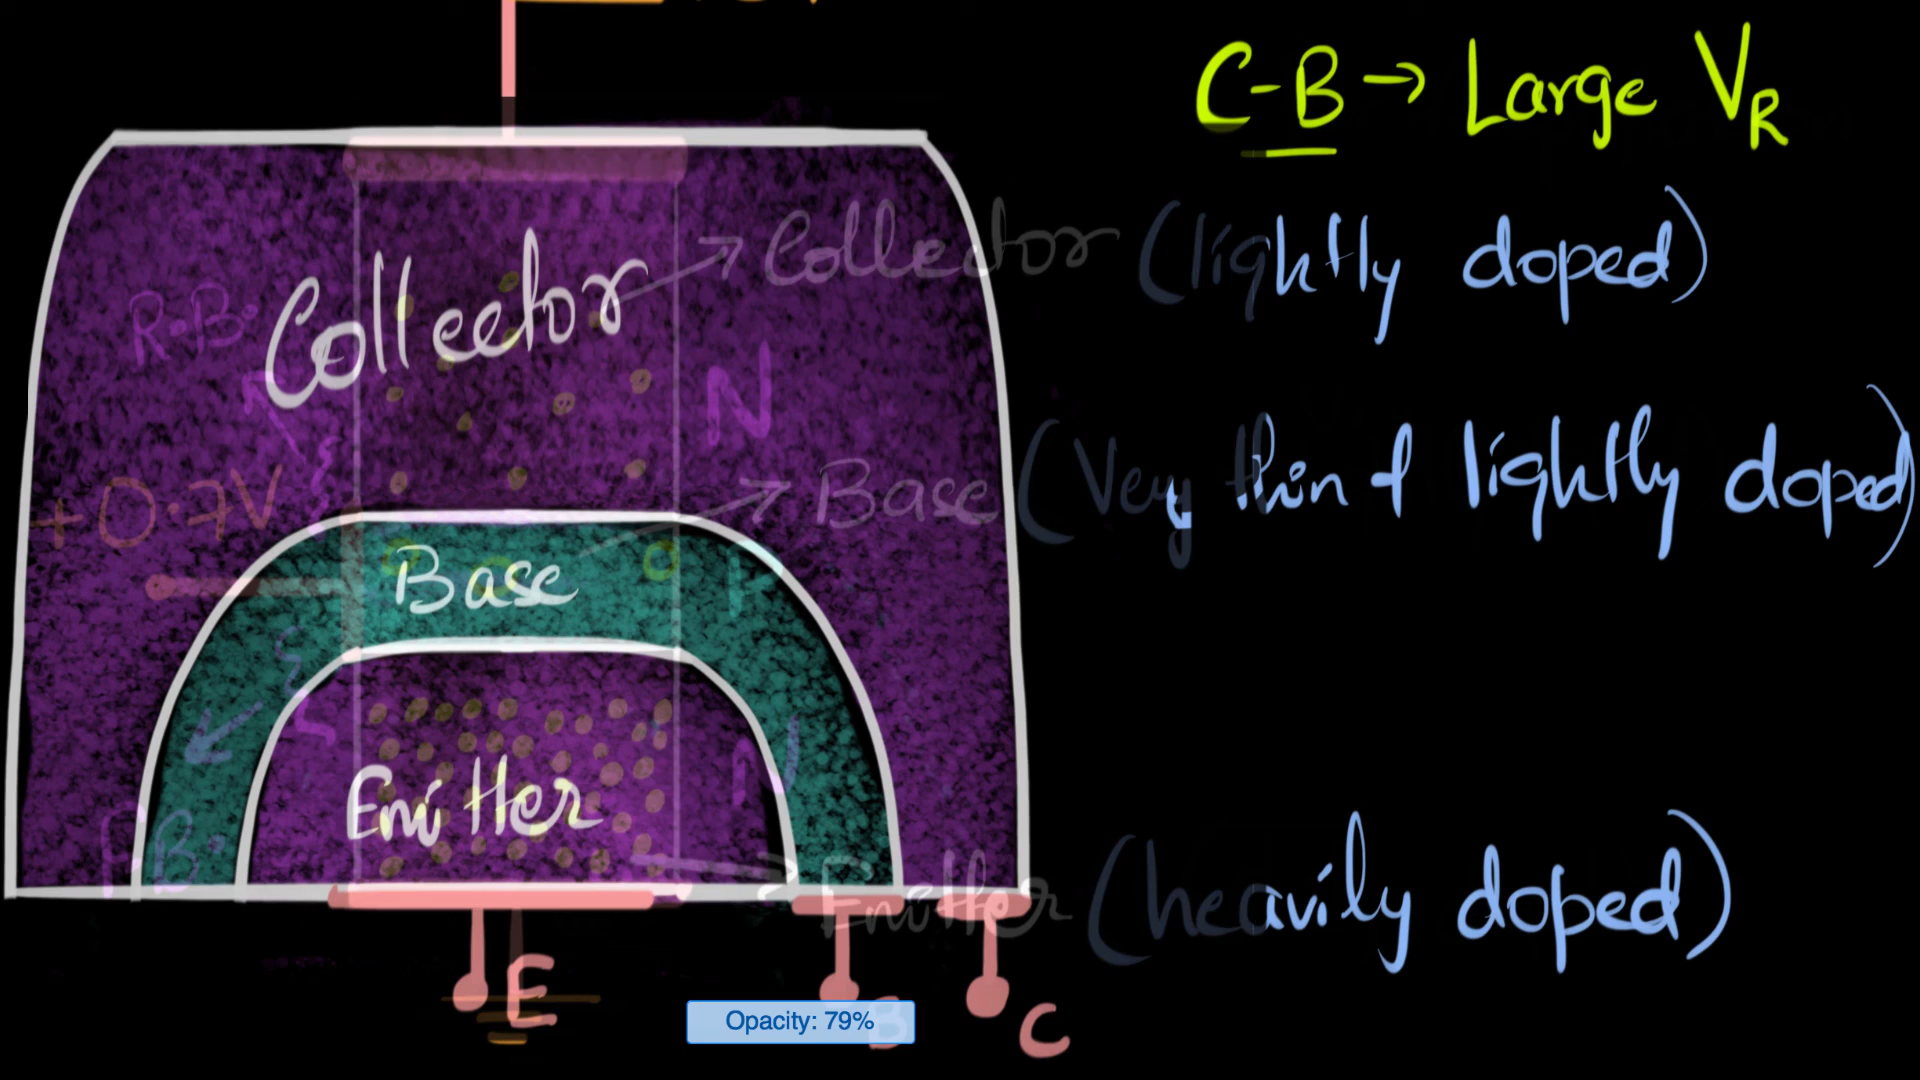 C-B → Large VR
→ Collector (lightly doped)
Collector
R.B.
N
+0.7V
→ Base (Very thin & lightly doped)
Base
P
N
Emitter
F.B.
→ Emitter (heavily doped)
E
B
C
Opacity: 79%